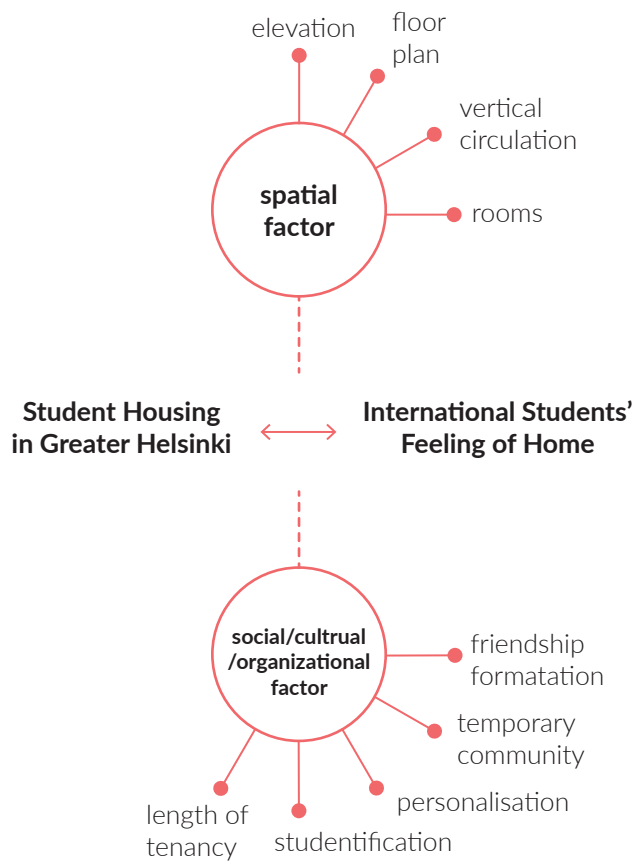 elevation
floor
plan
vertical
circulation
spatial
factor
rooms
Student Housing
in Greater Helsinki
International Students’
Feeling of Home
social/cultrual
/organizational
factor
friendship
formatation
temporary
community
personalisation
length of
tenancy
studentification